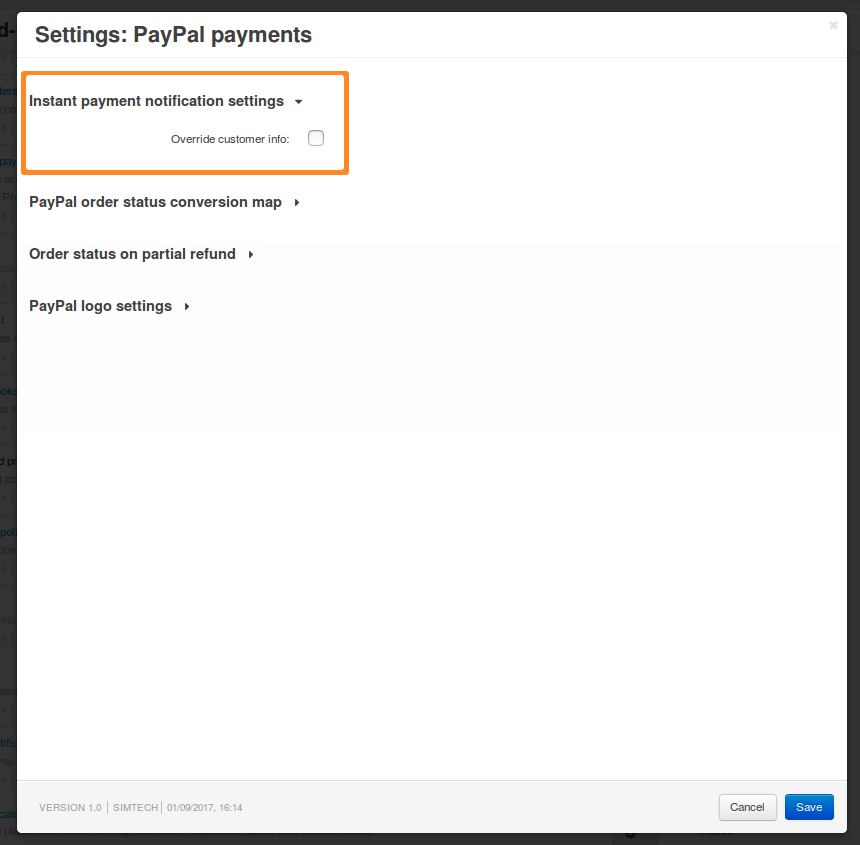 Settings: PayPal payments
Instant payment notification settings
Override customer info:
PayPal order status conversion map
Order status on partial refund
PayPal logo settings
VERSION 1.0 | SIMTECH | 01/09/2017, 16:14
Cancel
Save